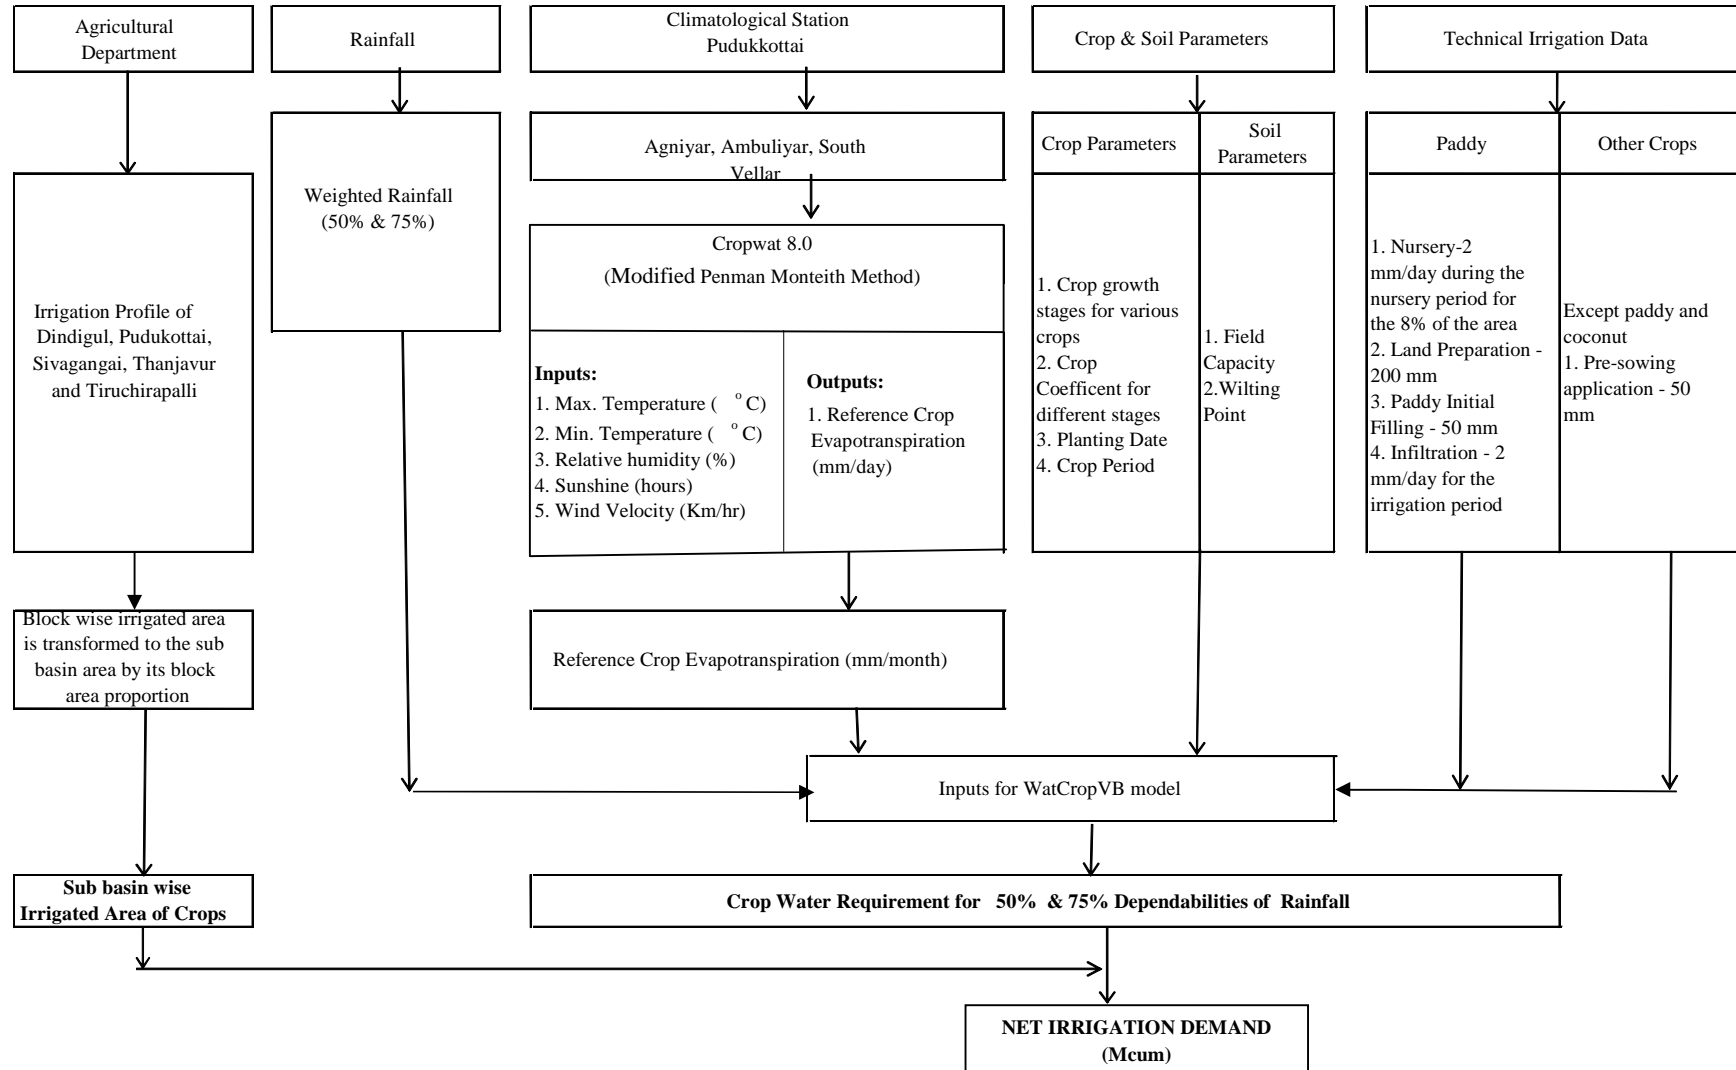 Agricultural
Department
Rainfall
Climatological Station
Pudukkottai
Crop & Soil Parameters
Technical Irrigation Data
Weighted Rainfall
(50% & 75%)
Agniyar, Ambuliyar, South
Vellar
Crop Parameters
Soil
Parameters
Paddy
Other Crops
Irrigation Profile of
Dindigul, Pudukottai,
Sivagangai, Thanjavur
and Tiruchirapalli
Cropwat 8.0
(Modified Penman Monteith Method)
Inputs:
1. Max. Temperature ( o C)
2. Min. Temperature ( o C)
3. Relative humidity (%)
4. Sunshine (hours)
5. Wind Velocity (Km/hr)
Outputs:
1. Reference Crop
Evapotranspiration
(mm/day)
1. Crop growth
stages for various
crops
2. Crop
Coefficent for
different stages
3. Planting Date
4. Crop Period
1. Field
Capacity
2.Wilting
Point
1. Nursery-2
mm/day during the
nursery period for
the 8% of the area
2. Land Preparation -
200 mm
3. Paddy Initial
Filling - 50 mm
4. Infiltration - 2
mm/day for the
irrigation period
Except paddy and
coconut
1. Pre-sowing
application - 50
mm
Block wise irrigated area
is transformed to the sub
basin area by its block
area proportion
Reference Crop Evapotranspiration (mm/month)
Inputs for WatCropVB model
Sub basin wise
Irrigated Area of Crops
Crop Water Requirement for 50% & 75% Dependabilities of Rainfall
NET IRRIGATION DEMAND
(Mcum)